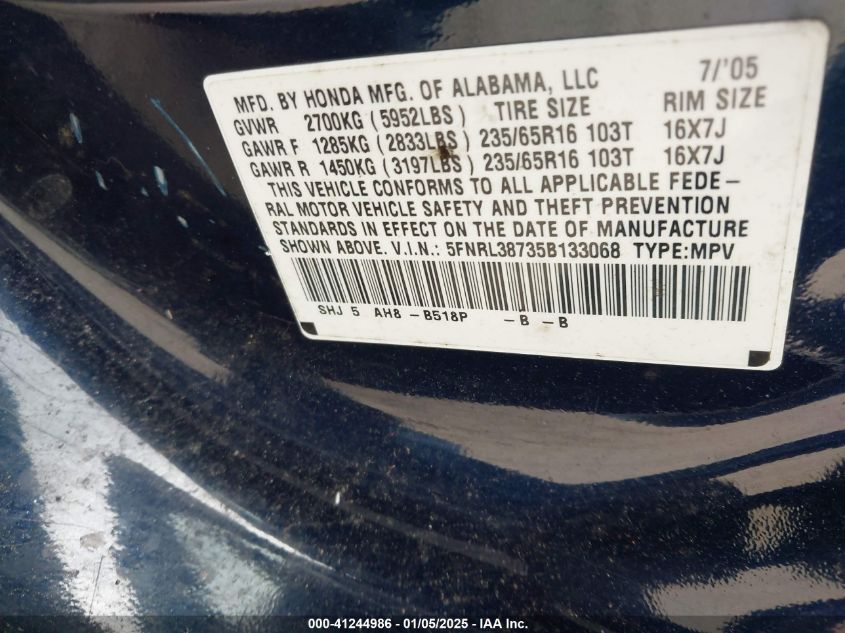 MFD. BY HONDA MFG. OF ALABAMA, LLC 7/'05
GVWR 2700KG (5952LBS) TIRE SIZE RIM SIZE
GAWR F 1285KG (2833LBS) 235/65R16 103T 16X7J
GAWR R 1450KG (3197LBS) 235/65R16 103T 16X7J
THIS VEHICLE CONFORMS TO ALL APPLICABLE FEDE-
RAL MOTOR VEHICLE SAFETY AND THEFT PREVENTION
STANDARDS IN EFFECT ON THE DATE OF MANUFACTURE
SHOWN ABOVE. V.I.N.: 5FNRL38735B133068 TYPE:MPV
SHJ 5 AH8 - B518P - B - B
000-41244986 - 01/05/2025 - IAA Inc.